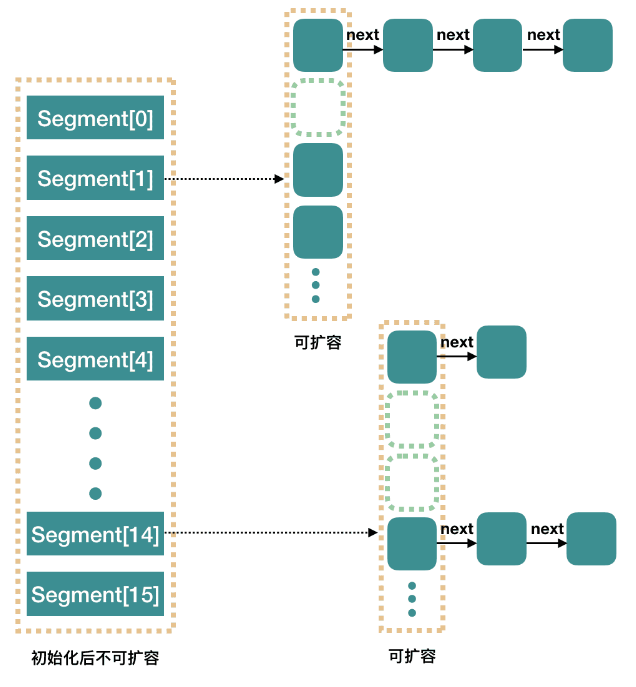 next
next
next
Segment[0]
Segment[1]
Segment[2]
Segment[3]
Segment[4]
可扩容
next
Segment[14]
next
next
Segment[15]
初始化后不可扩容
可扩容